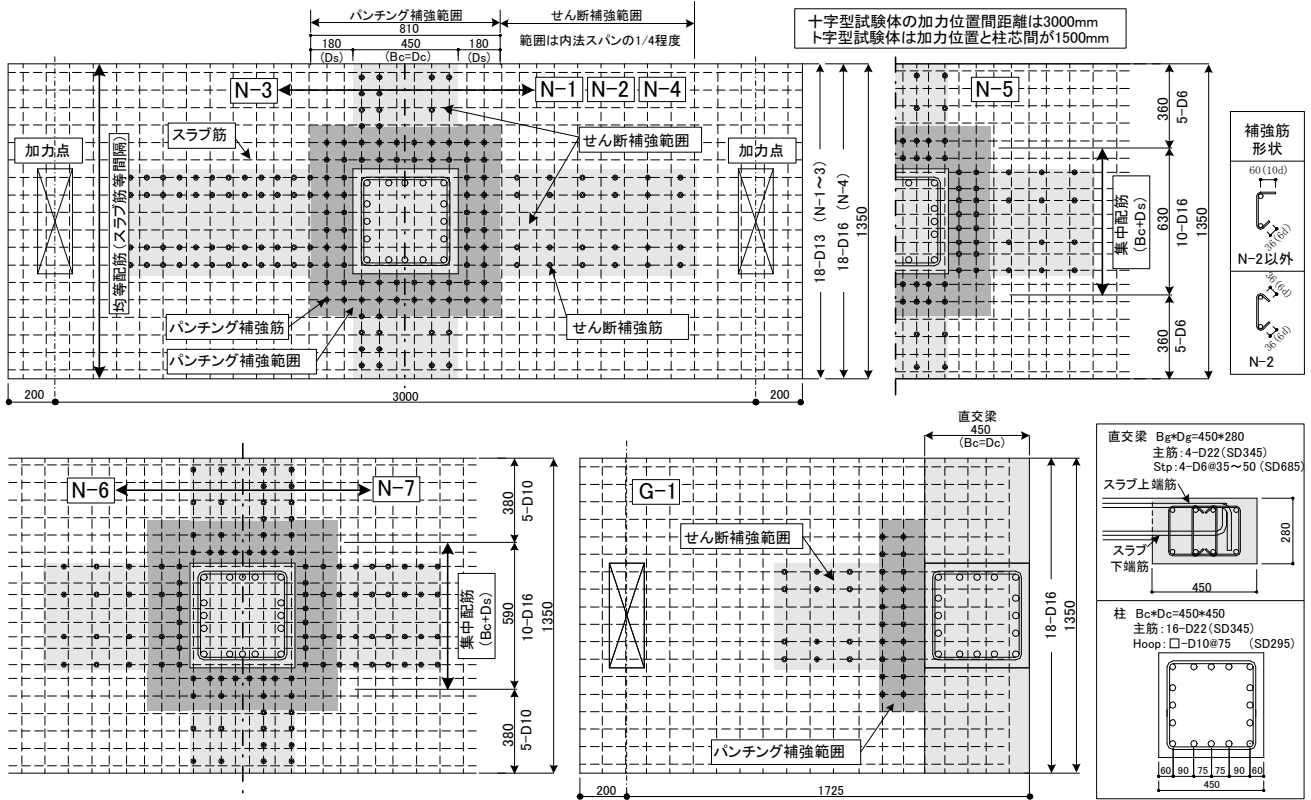 パンチング補強範囲
せん断補強範囲
810
180
450
180
(Ds)
(Bc=Dc)
(Ds)
範囲は内法スパンの1/4程度
十字型試験体の加力位置間距離は3000mm
ト字型試験体は加力位置と柱芯間が1500mm
N-3
N-1
N-2
N-4
スラブ筋
加力点
せん断補強範囲
加力点
均等配筋(スラブ筋等間隔)
パンチング補強筋
せん断補強筋
パンチング補強範囲
18-D13 (N-1~3)
18-D16 (N-4)
1350
200
3000
200
N-5
集中配筋
(Bc+Ds)
360
5-D6
630
10-D16
360
5-D6
1350
補強筋
形状
60(10d)
36(6d)
N-2以外
36(6d)
36(6d)
N-2
N-6
N-7
集中配筋
(Bc+Ds)
380
5-D10
590
10-D16
380
5-D10
1350
直交梁
450
(Bc=Dc)
G-1
せん断補強範囲
パンチング補強範囲
18-D16
1350
200
1725
直交梁 Bg*Dg=450*280
主筋:4-D22(SD345)
Stp:4-D6@35~50(SD685)
スラブ上端筋
スラブ
下端筋
280
450
柱 Bc*Dc=450*450
主筋:16-D22(SD345)
Hoop:□-D10@75 (SD295)
60 90 75 75 90 60
450